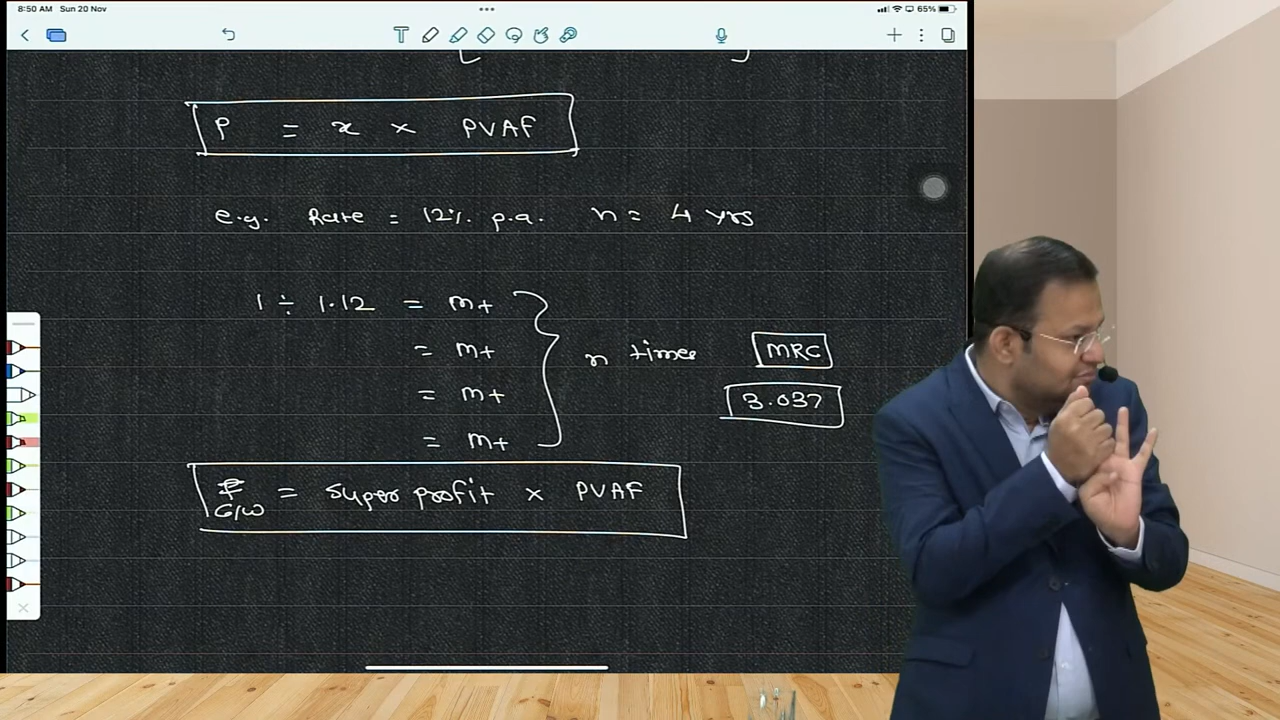 8:50 AM Sun 20 Nov
65%
P = x × PVAF
e.g. Rate = 12% p.a. n = 4 yrs
1 ÷ 1.12 = m+
= m+
= m+
= m+
n times
MRC
3.037
G/W = super profit × PVAF